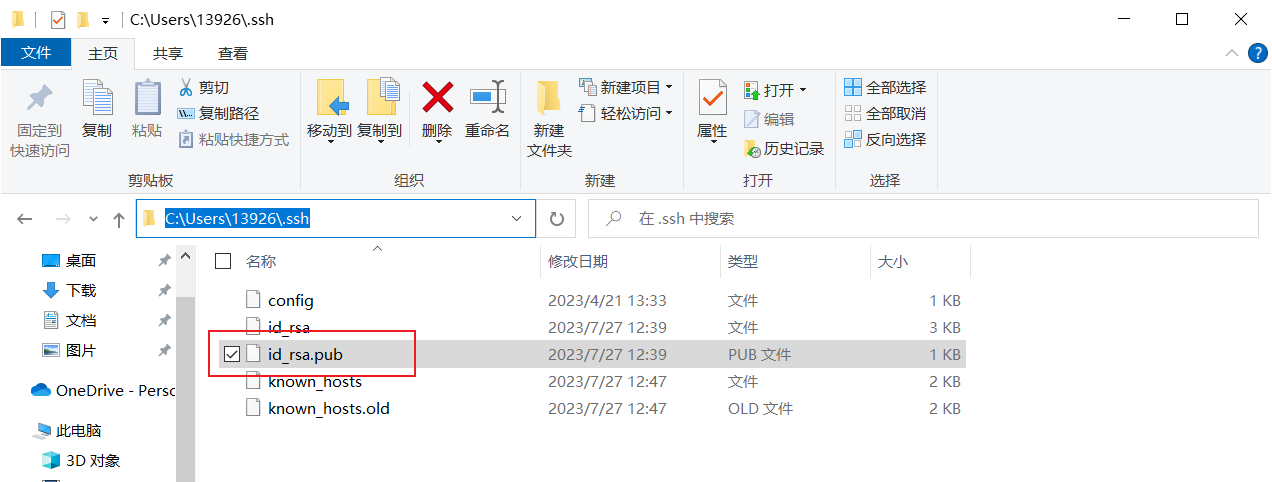 C:\Users\13926\.ssh
文件 主页 共享 查看
固定到快速访问
复制
粘贴
剪切
复制路径
粘贴快捷方式
剪贴板
移动到 复制到
删除 重命名
组织
新建文件夹
新建项目
轻松访问
新建
属性
打开
编辑
历史记录
打开
全部选择
全部取消
反向选择
选择
C:\Users\13926\.ssh
在 .ssh 中搜索
桌面
下载
文档
图片
OneDrive - Perso
此电脑
3D 对象
名称 修改日期 类型 大小
config 2023/4/21 13:33 文件 1 KB
id_rsa 2023/7/27 12:39 文件 3 KB
id_rsa.pub 2023/7/27 12:39 PUB 文件 1 KB
known_hosts 2023/7/27 12:47 文件 2 KB
known_hosts.old 2023/7/27 12:47 OLD 文件 2 KB